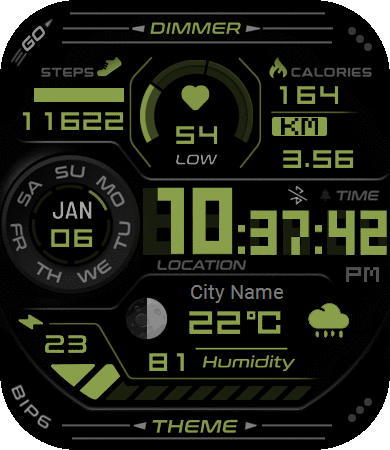 DIMMER
GO
STEPS
CALORIES
11622
54
LOW
164
KM
3.56
SA SU MO TU WE TH FR
JAN
06
10:37:42
TIME
PM
LOCATION
City Name
22°C
23
81 Humidity
BIP6
THEME